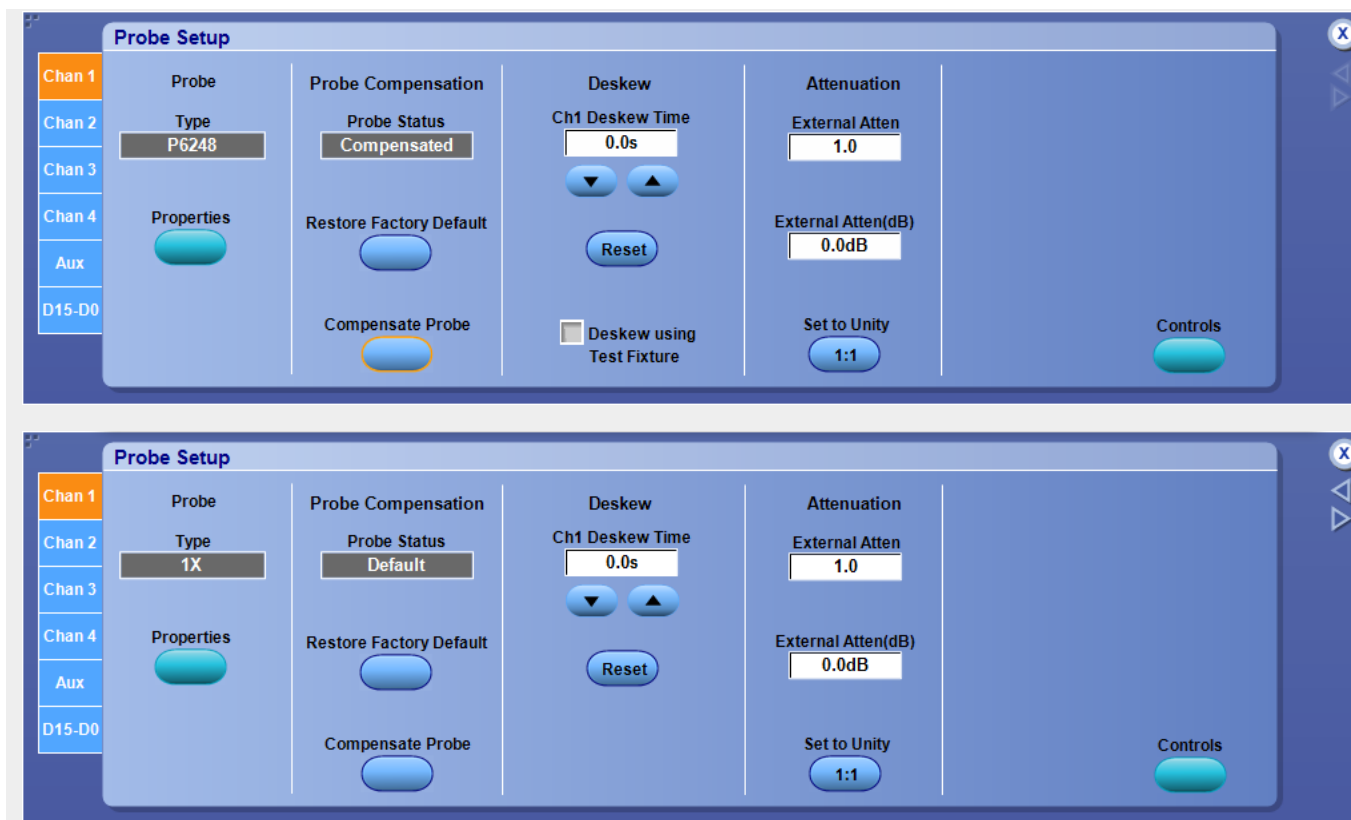 Probe Setup
X
Chan 1
Chan 2
Chan 3
Chan 4
Aux
D15-D0
Probe
Type
P6248
Properties
Probe Compensation
Probe Status
Compensated
Restore Factory Default
Compensate Probe
Deskew
Ch1 Deskew Time
0.0s
Reset
Deskew using
Test Fixture
Attenuation
External Atten
1.0
External Atten(dB)
0.0dB
Set to Unity
1:1
Controls
Probe Setup
X
Chan 1
Chan 2
Chan 3
Chan 4
Aux
D15-D0
Probe
Type
1X
Properties
Probe Compensation
Probe Status
Default
Restore Factory Default
Compensate Probe
Deskew
Ch1 Deskew Time
0.0s
Reset
Attenuation
External Atten
1.0
External Atten(dB)
0.0dB
Set to Unity
1:1
Controls